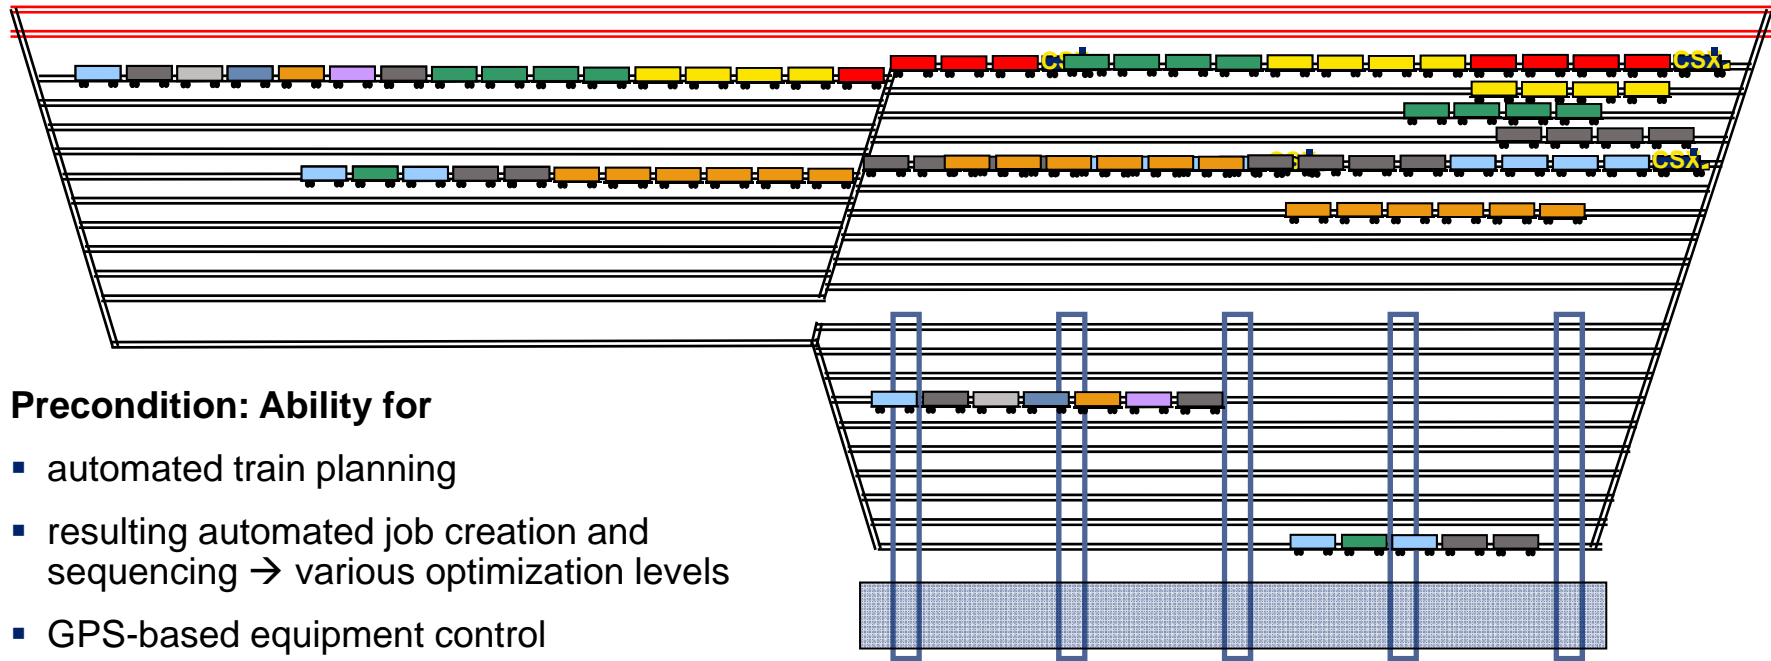 CSX
CSX
CSX
Precondition: Ability for
▪ automated train planning
▪ resulting automated job creation and
sequencing → various optimization levels
▪ GPS-based equipment control